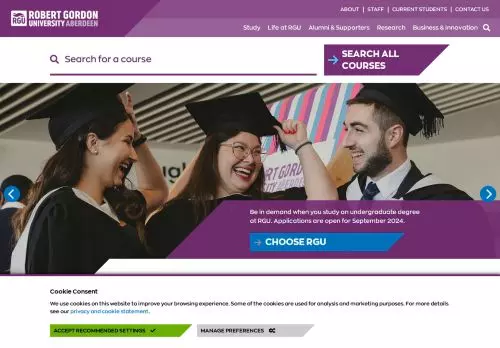 RGU ROBERT GORDON
UNIVERSITY ABERDEEN
ABOUT | STAFF | CURRENT STUDENTS | CONTACT US
Study Life at RGU Alumni & Supporters Research Business & Innovation
Search for a course
SEARCH ALL
COURSES
ROBERT GORDON
Be in demand when you study an undergraduate degree
at RGU. Applications are open for September 2024.
CHOOSE RGU
Cookie Consent
We use cookies on this website to improve your browsing experience. Some of the cookies are used for analysis and marketing purposes. For more details
see our privacy and cookie statement.
ACCEPT RECOMMENDED SETTINGS MANAGE PREFERENCES